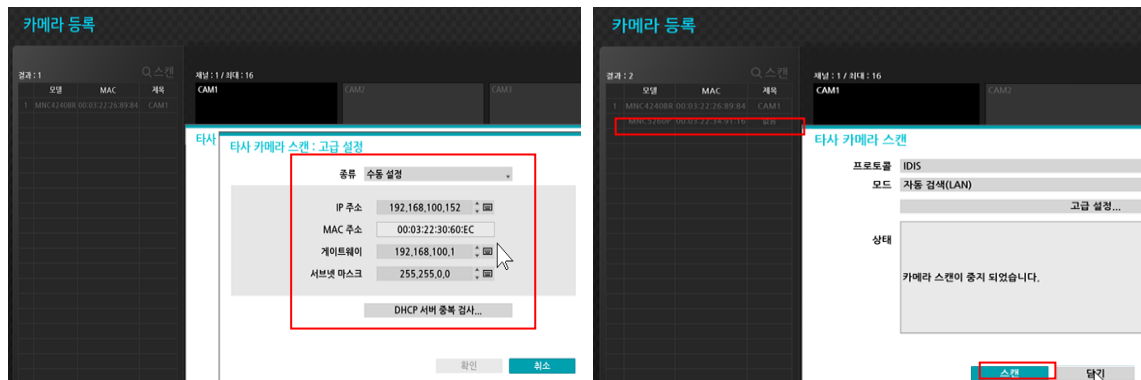 카메라 등록
결과 : 1
스캔
모델 MAC 제목
1 MNC4240BR 00:03:22:26:89:84 CAM1
채널 : 1 / 최대 : 16
CAM1 CAM2 CAM3
타사
타사 카메라 스캔 : 고급 설정
종류 수동 설정
IP 주소 192,168,100,152
MAC 주소 00:03:22:30:60:EC
게이트웨이 192,168,100,1
서브넷 마스크 255,255,0,0
DHCP 서버 중복 검사...
확인 취소
카메라 등록
결과 : 2
스캔
모델 MAC 제목
1 MNC4240BR 00:03:22:26:89:84 CAM1
채널 : 1 / 최대 : 16
CAM1 CAM2
타사 카메라 스캔
프로토콜 IDIS
모드 자동 검색(LAN)
고급 설정...
상태
카메라 스캔이 중지 되었습니다.
스캔 닫기